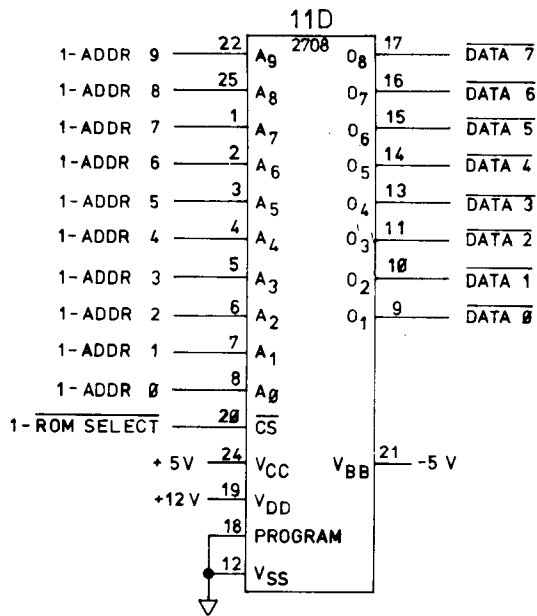 11D
2708
1-ADDR 9 22 A9 O8 17 DATA 7
1-ADDR 8 25 A8 O7 16 DATA 6
1-ADDR 7 1 A7 O6 15 DATA 5
1-ADDR 6 2 A6 O5 14 DATA 4
1-ADDR 5 3 A5 O4 13 DATA 3
1-ADDR 4 4 A4 O3 11 DATA 2
1-ADDR 3 5 A3 O2 10 DATA 1
1-ADDR 2 6 A2 O1 9 DATA 0
1-ADDR 1 7 A1
1-ADDR 0 8 A0
1-ROM SELECT 20 CS
+5V 24 VCC VBB 21 -5 V
+12V 19 VDD
18 PROGRAM
12 VSS